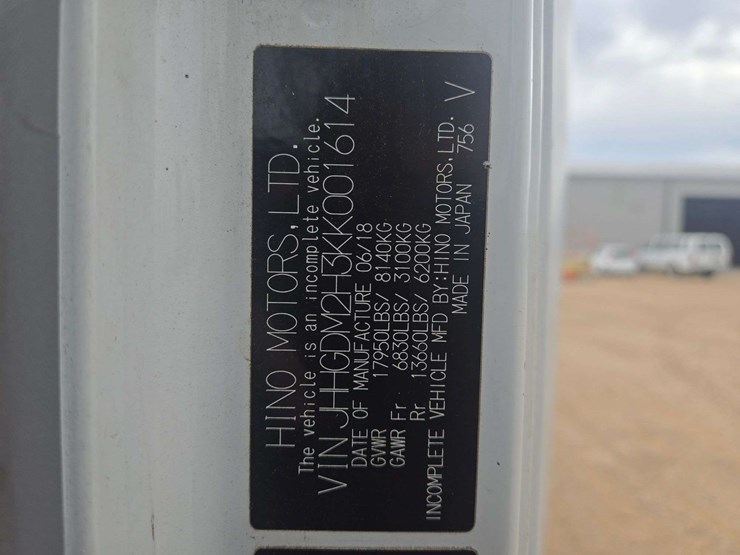 HINO MOTORS,LTD.
The vehicle is an incomplete vehicle.
VIN JHHGDM2H3KK001614
DATE OF MANUFACTURE 06/18
GVWR 17950LBS/ 8140KG
GAWR Fr 6830LBS/ 3100KG
Rr 13660LBS/ 6200KG
INCOMPLETE VEHICLE MFD BY:HINO MOTORS,LTD.
MADE IN JAPAN 756 V